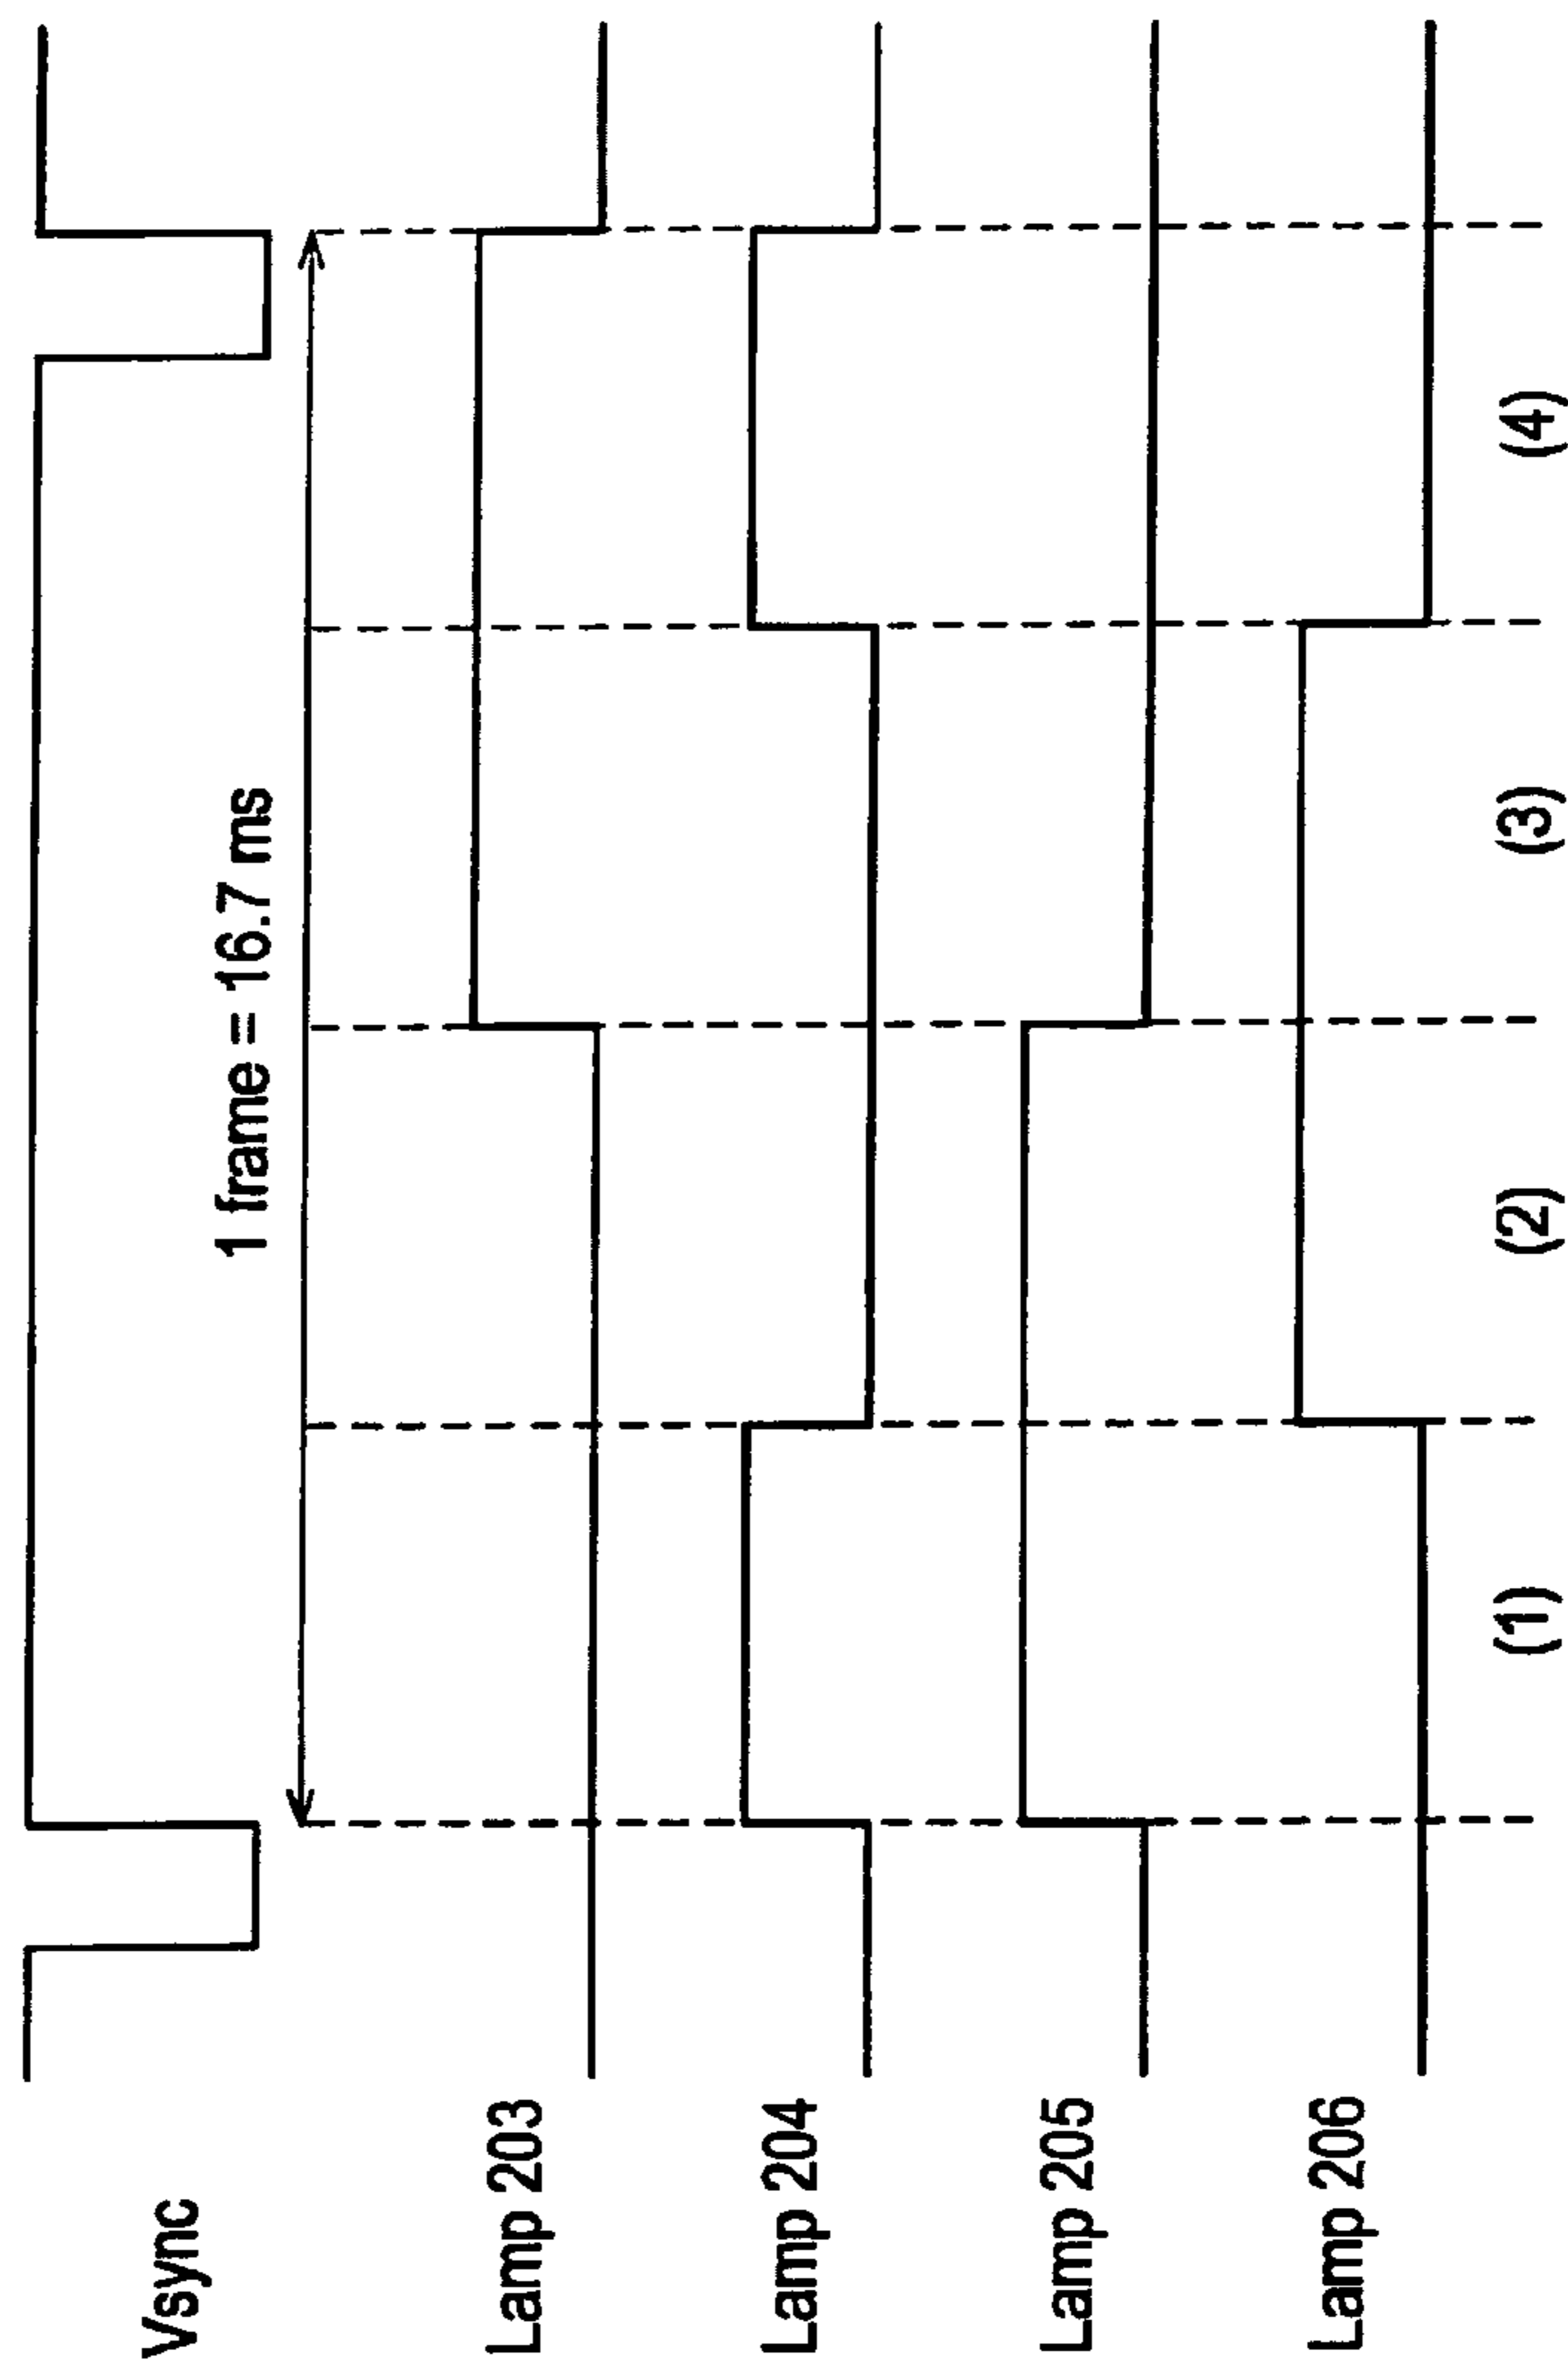 Vsync
1 frame = 16.7 ms
Lamp 203
Lamp 204
Lamp 205
Lamp 206
(1) (2) (3) (4)